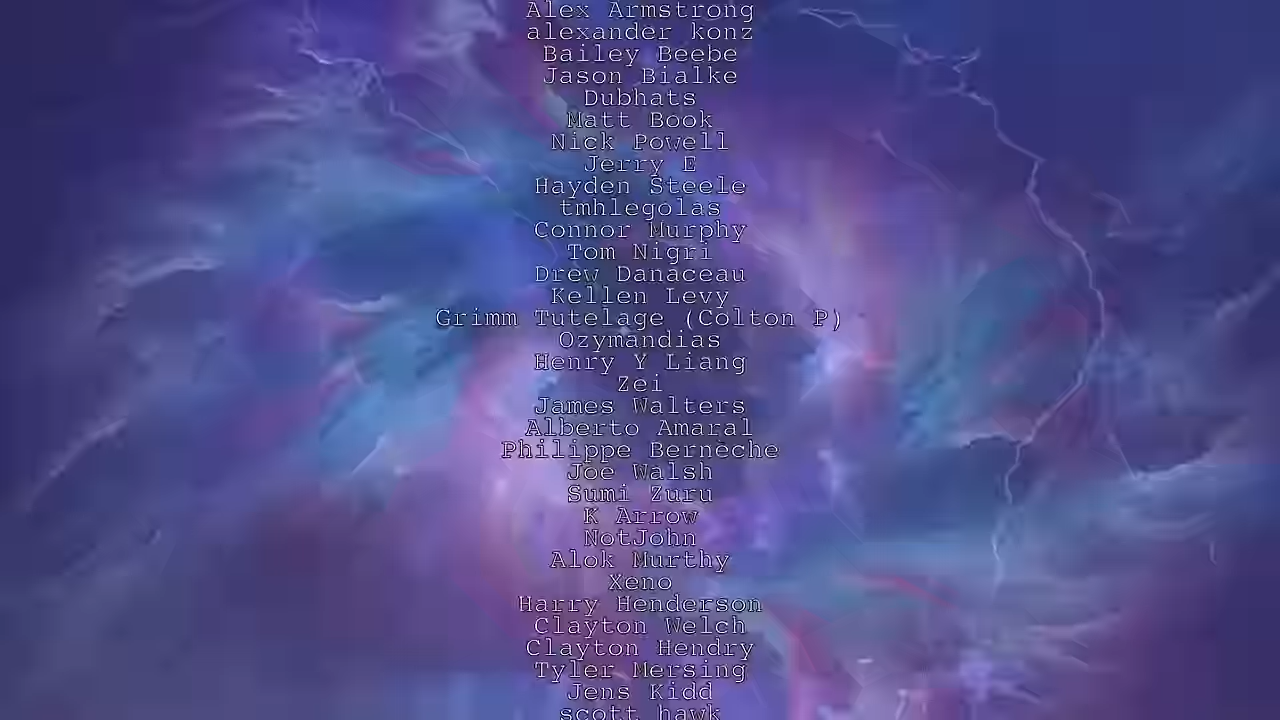 Alex Armstrong
alexander konz
Bailey Beebe
Jason Bialke
Dubhats
Matt Book
Nick Powell
Jerry E
Hayden Steele
tmhlegolas
Connor Murphy
Tom Nigri
Drew Danaceau
Kellen Levy
Grimm Tutelage (Colton P)
Ozymandias
Henry Y Liang
Zei
James Walters
Alberto Amaral
Philippe Bernèche
Joe Walsh
Sumi Zuru
K Arrow
NotJohn
Alok Murthy
Xeno
Harry Henderson
Clayton Welch
Clayton Hendry
Tyler Mersing
Jens Kidd
scott hawk